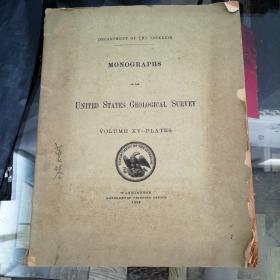 DEPARTMENT OF THE INTERIOR
MONOGRAPHS
OF THE
UNITED STATES GEOLOGICAL SURVEY
VOLUME XV—PLATES
WASHINGTON
GOVERNMENT PRINTING OFFICE